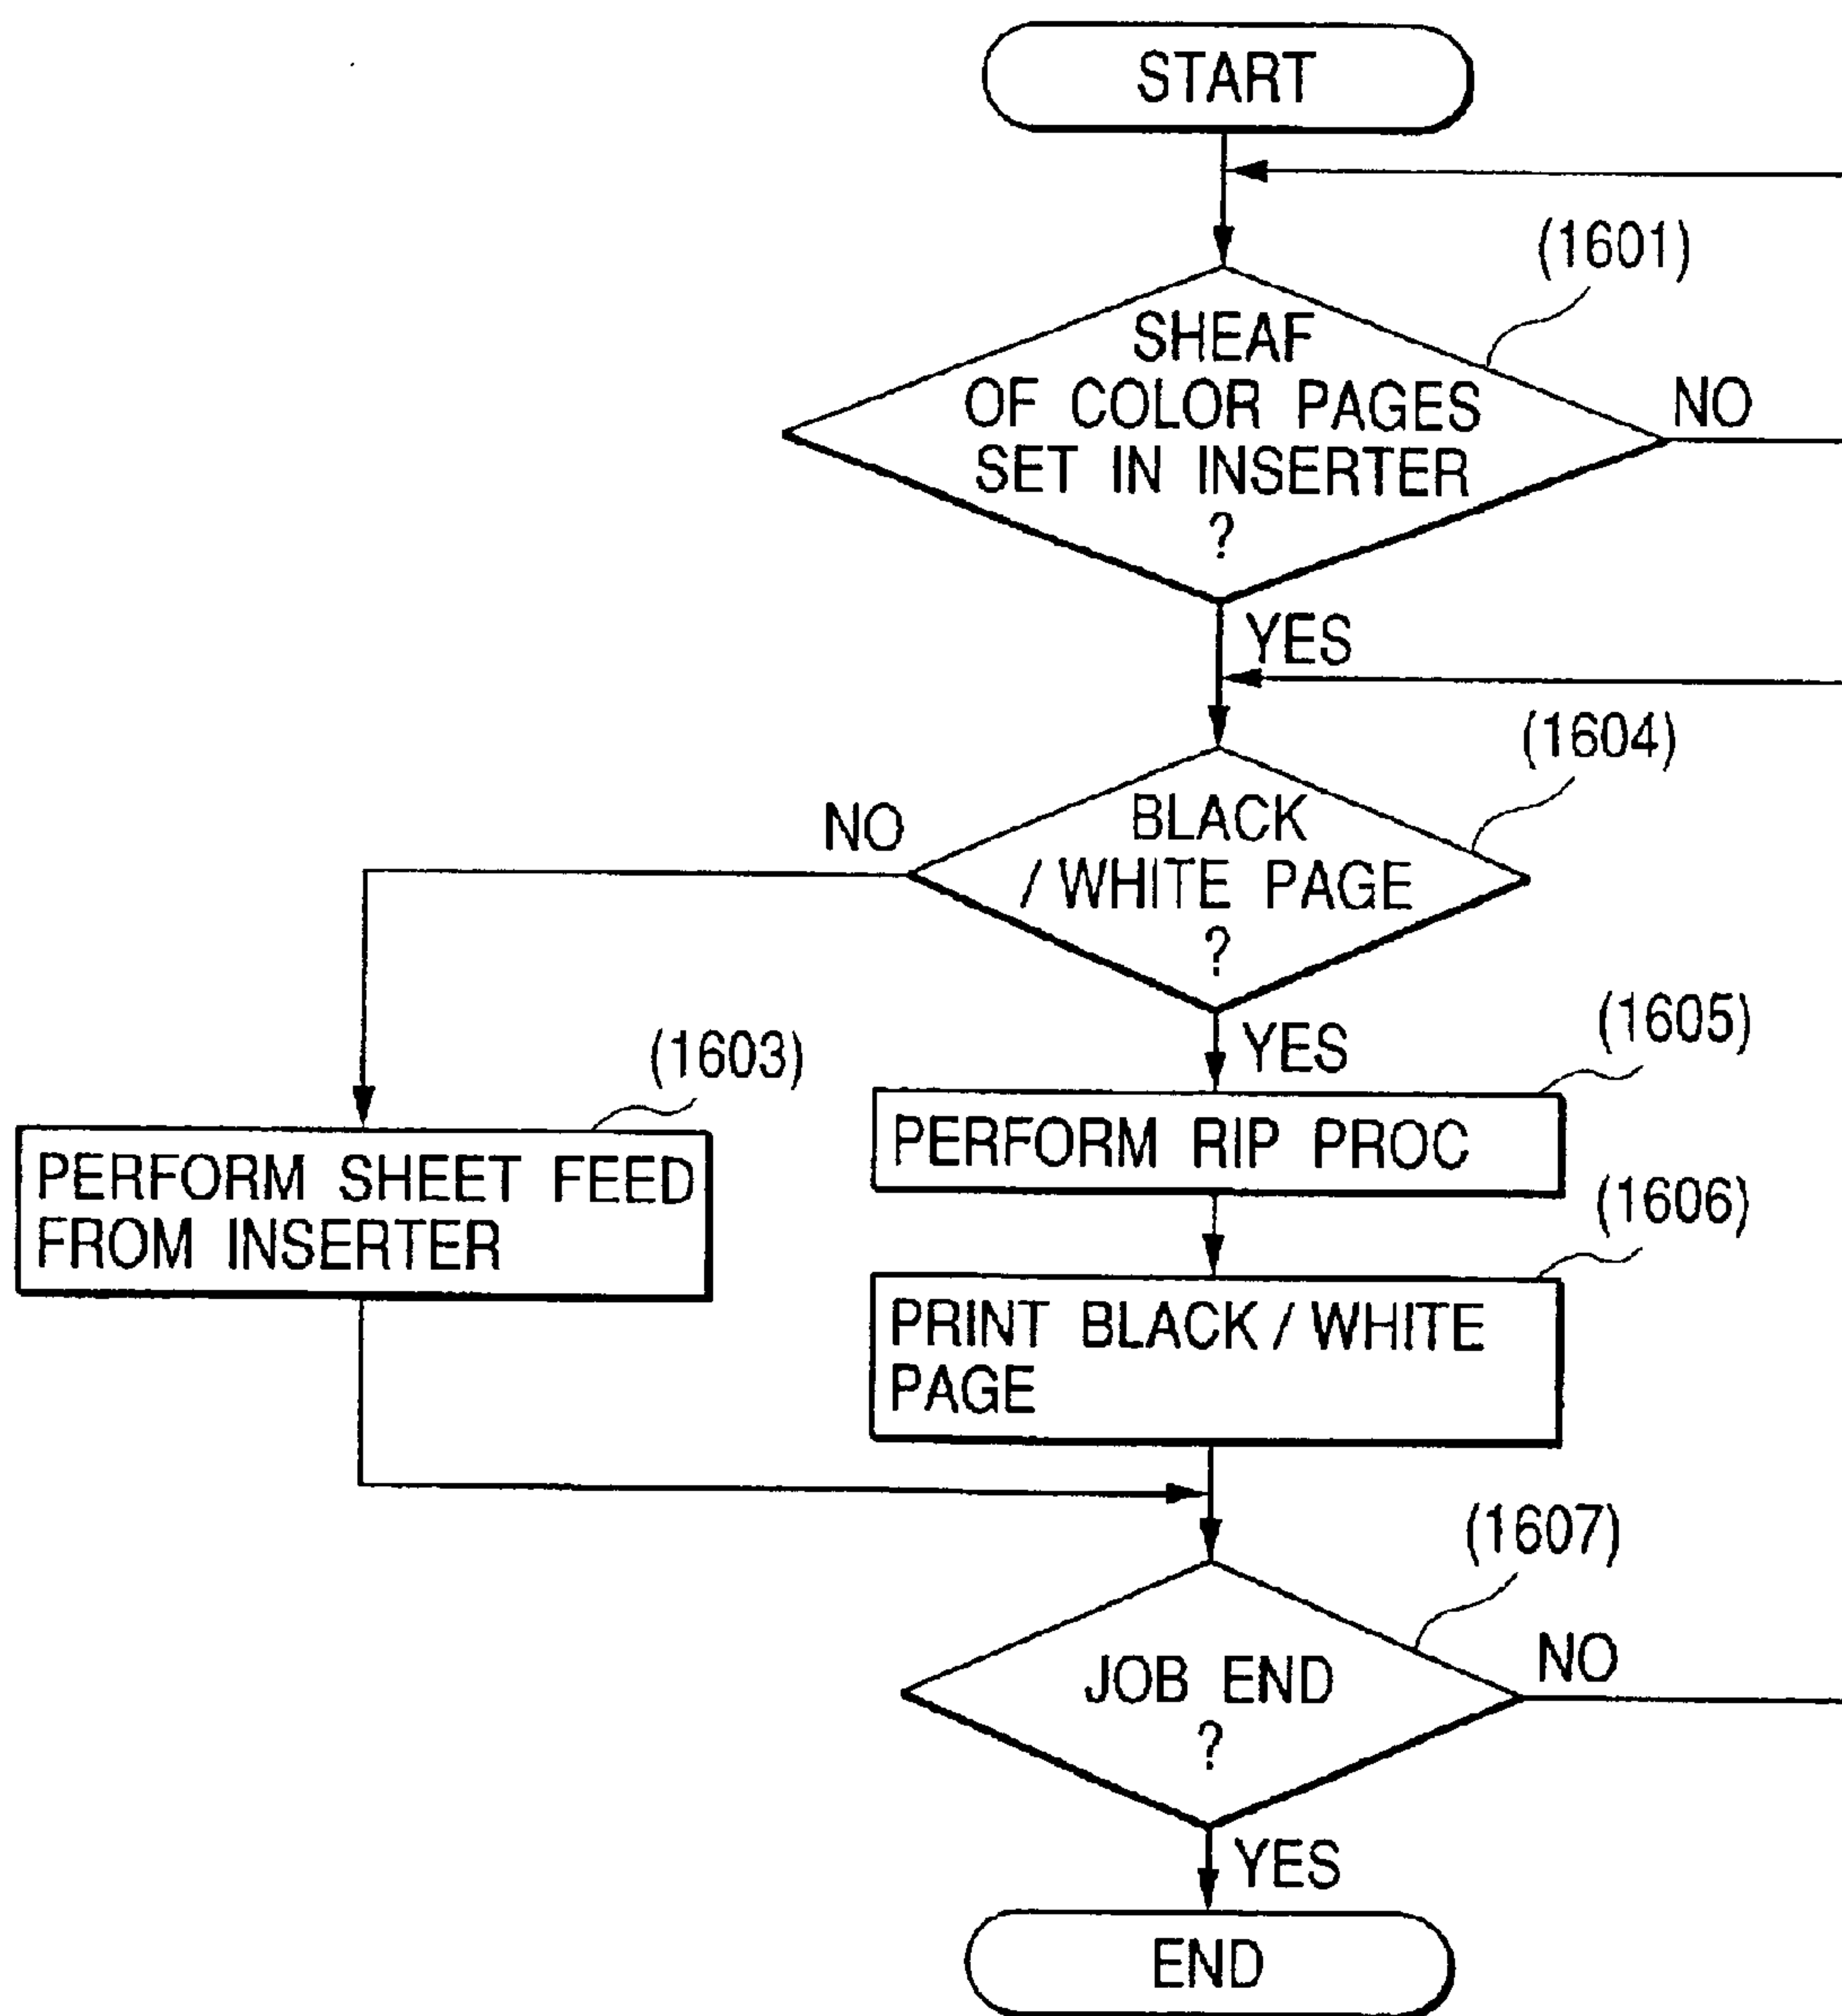 START
(1601)
SHEAF
OF COLOR PAGES
SET IN INSERTER
?
NO
YES
(1604)
BLACK
/ WHITE PAGE
?
NO
YES
(1605)
PERFORM RIP PROC
(1603)
PERFORM SHEET FEED
FROM INSERTER
(1606)
PRINT BLACK / WHITE
PAGE
(1607)
JOB END
?
NO
YES
END